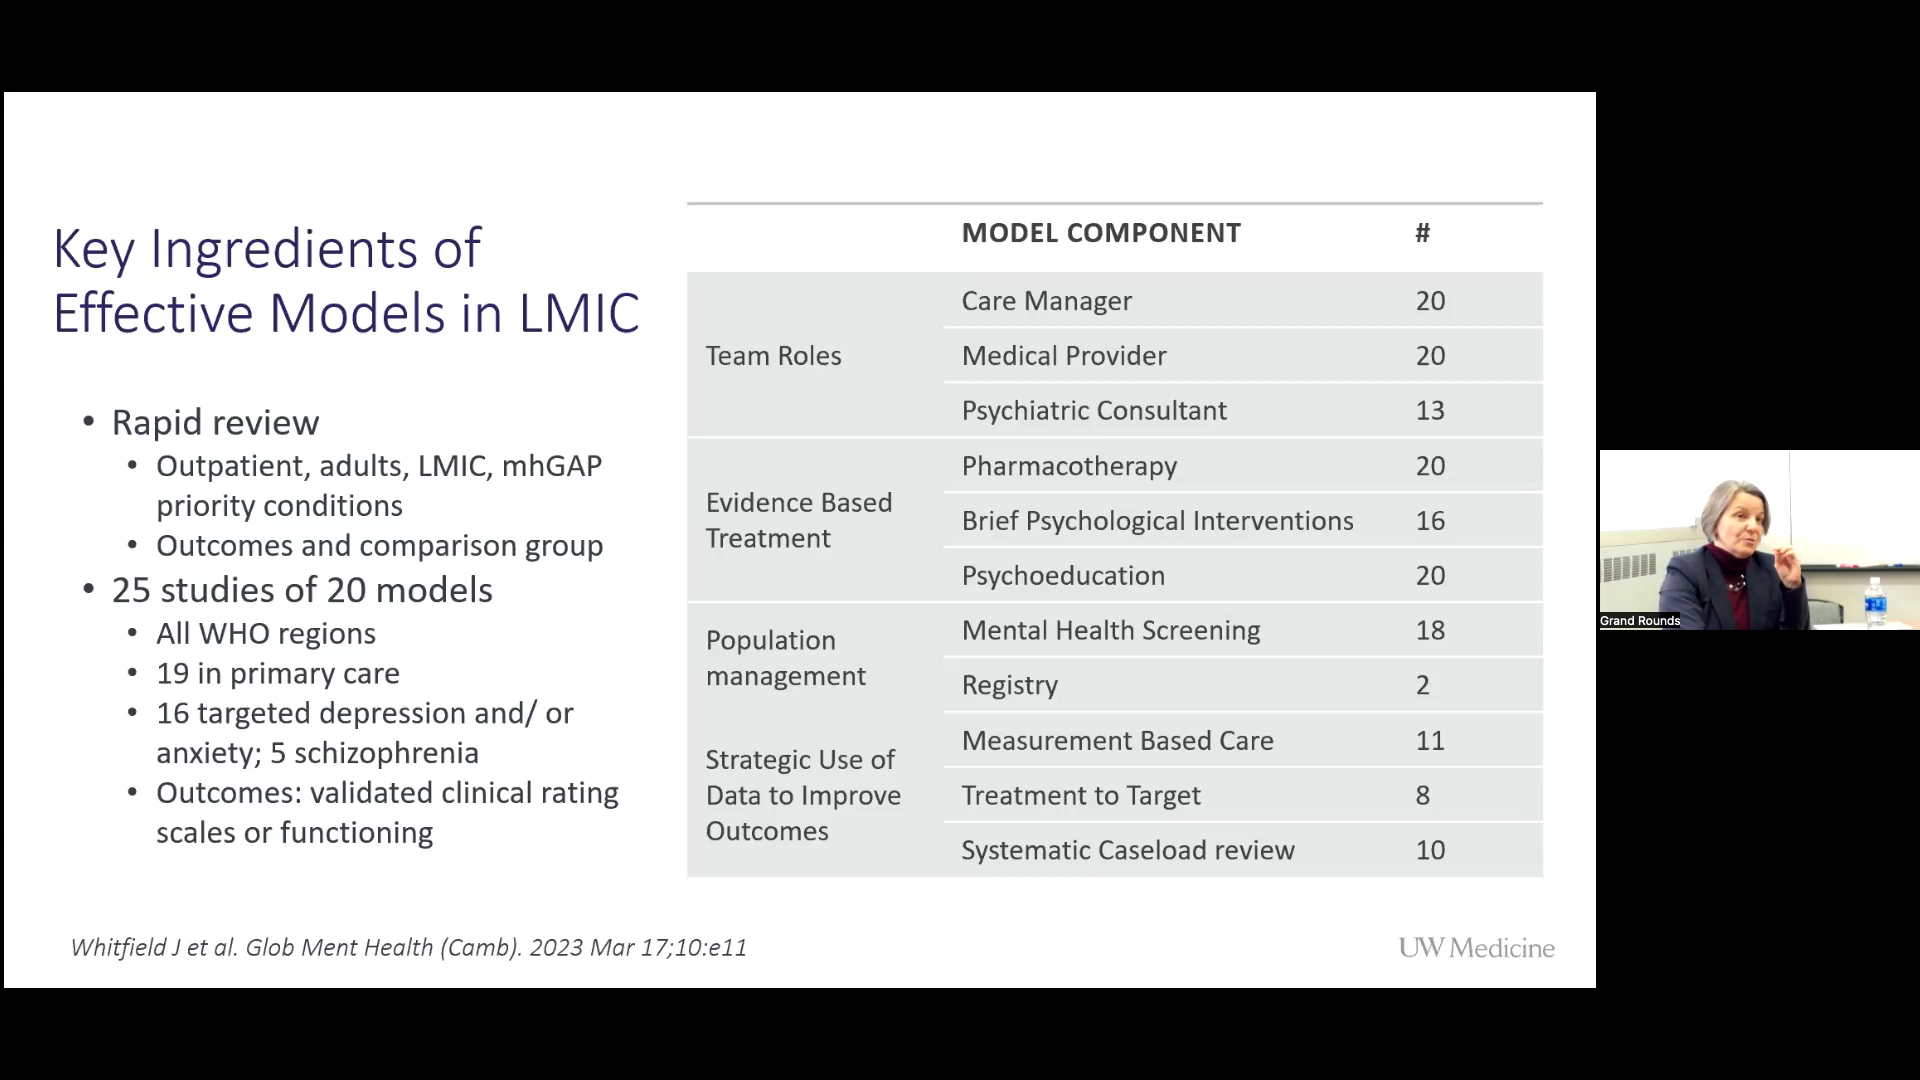 Key Ingredients of
Effective Models in LMIC
• Rapid review
• Outpatient, adults, LMIC, mhGAP
priority conditions
• Outcomes and comparison group
• 25 studies of 20 models
• All WHO regions
• 19 in primary care
• 16 targeted depression and/ or
anxiety; 5 schizophrenia
• Outcomes: validated clinical rating
scales or functioning
MODEL COMPONENT #
Team Roles
Care Manager 20
Medical Provider 20
Psychiatric Consultant 13
Evidence Based
Treatment
Pharmacotherapy 20
Brief Psychological Interventions 16
Psychoeducation 20
Population
management
Mental Health Screening 18
Registry 2
Strategic Use of
Data to Improve
Outcomes
Measurement Based Care 11
Treatment to Target 8
Systematic Caseload review 10
Whitfield J et al. Glob Ment Health (Camb). 2023 Mar 17;10:e11
UW Medicine
Grand Rounds